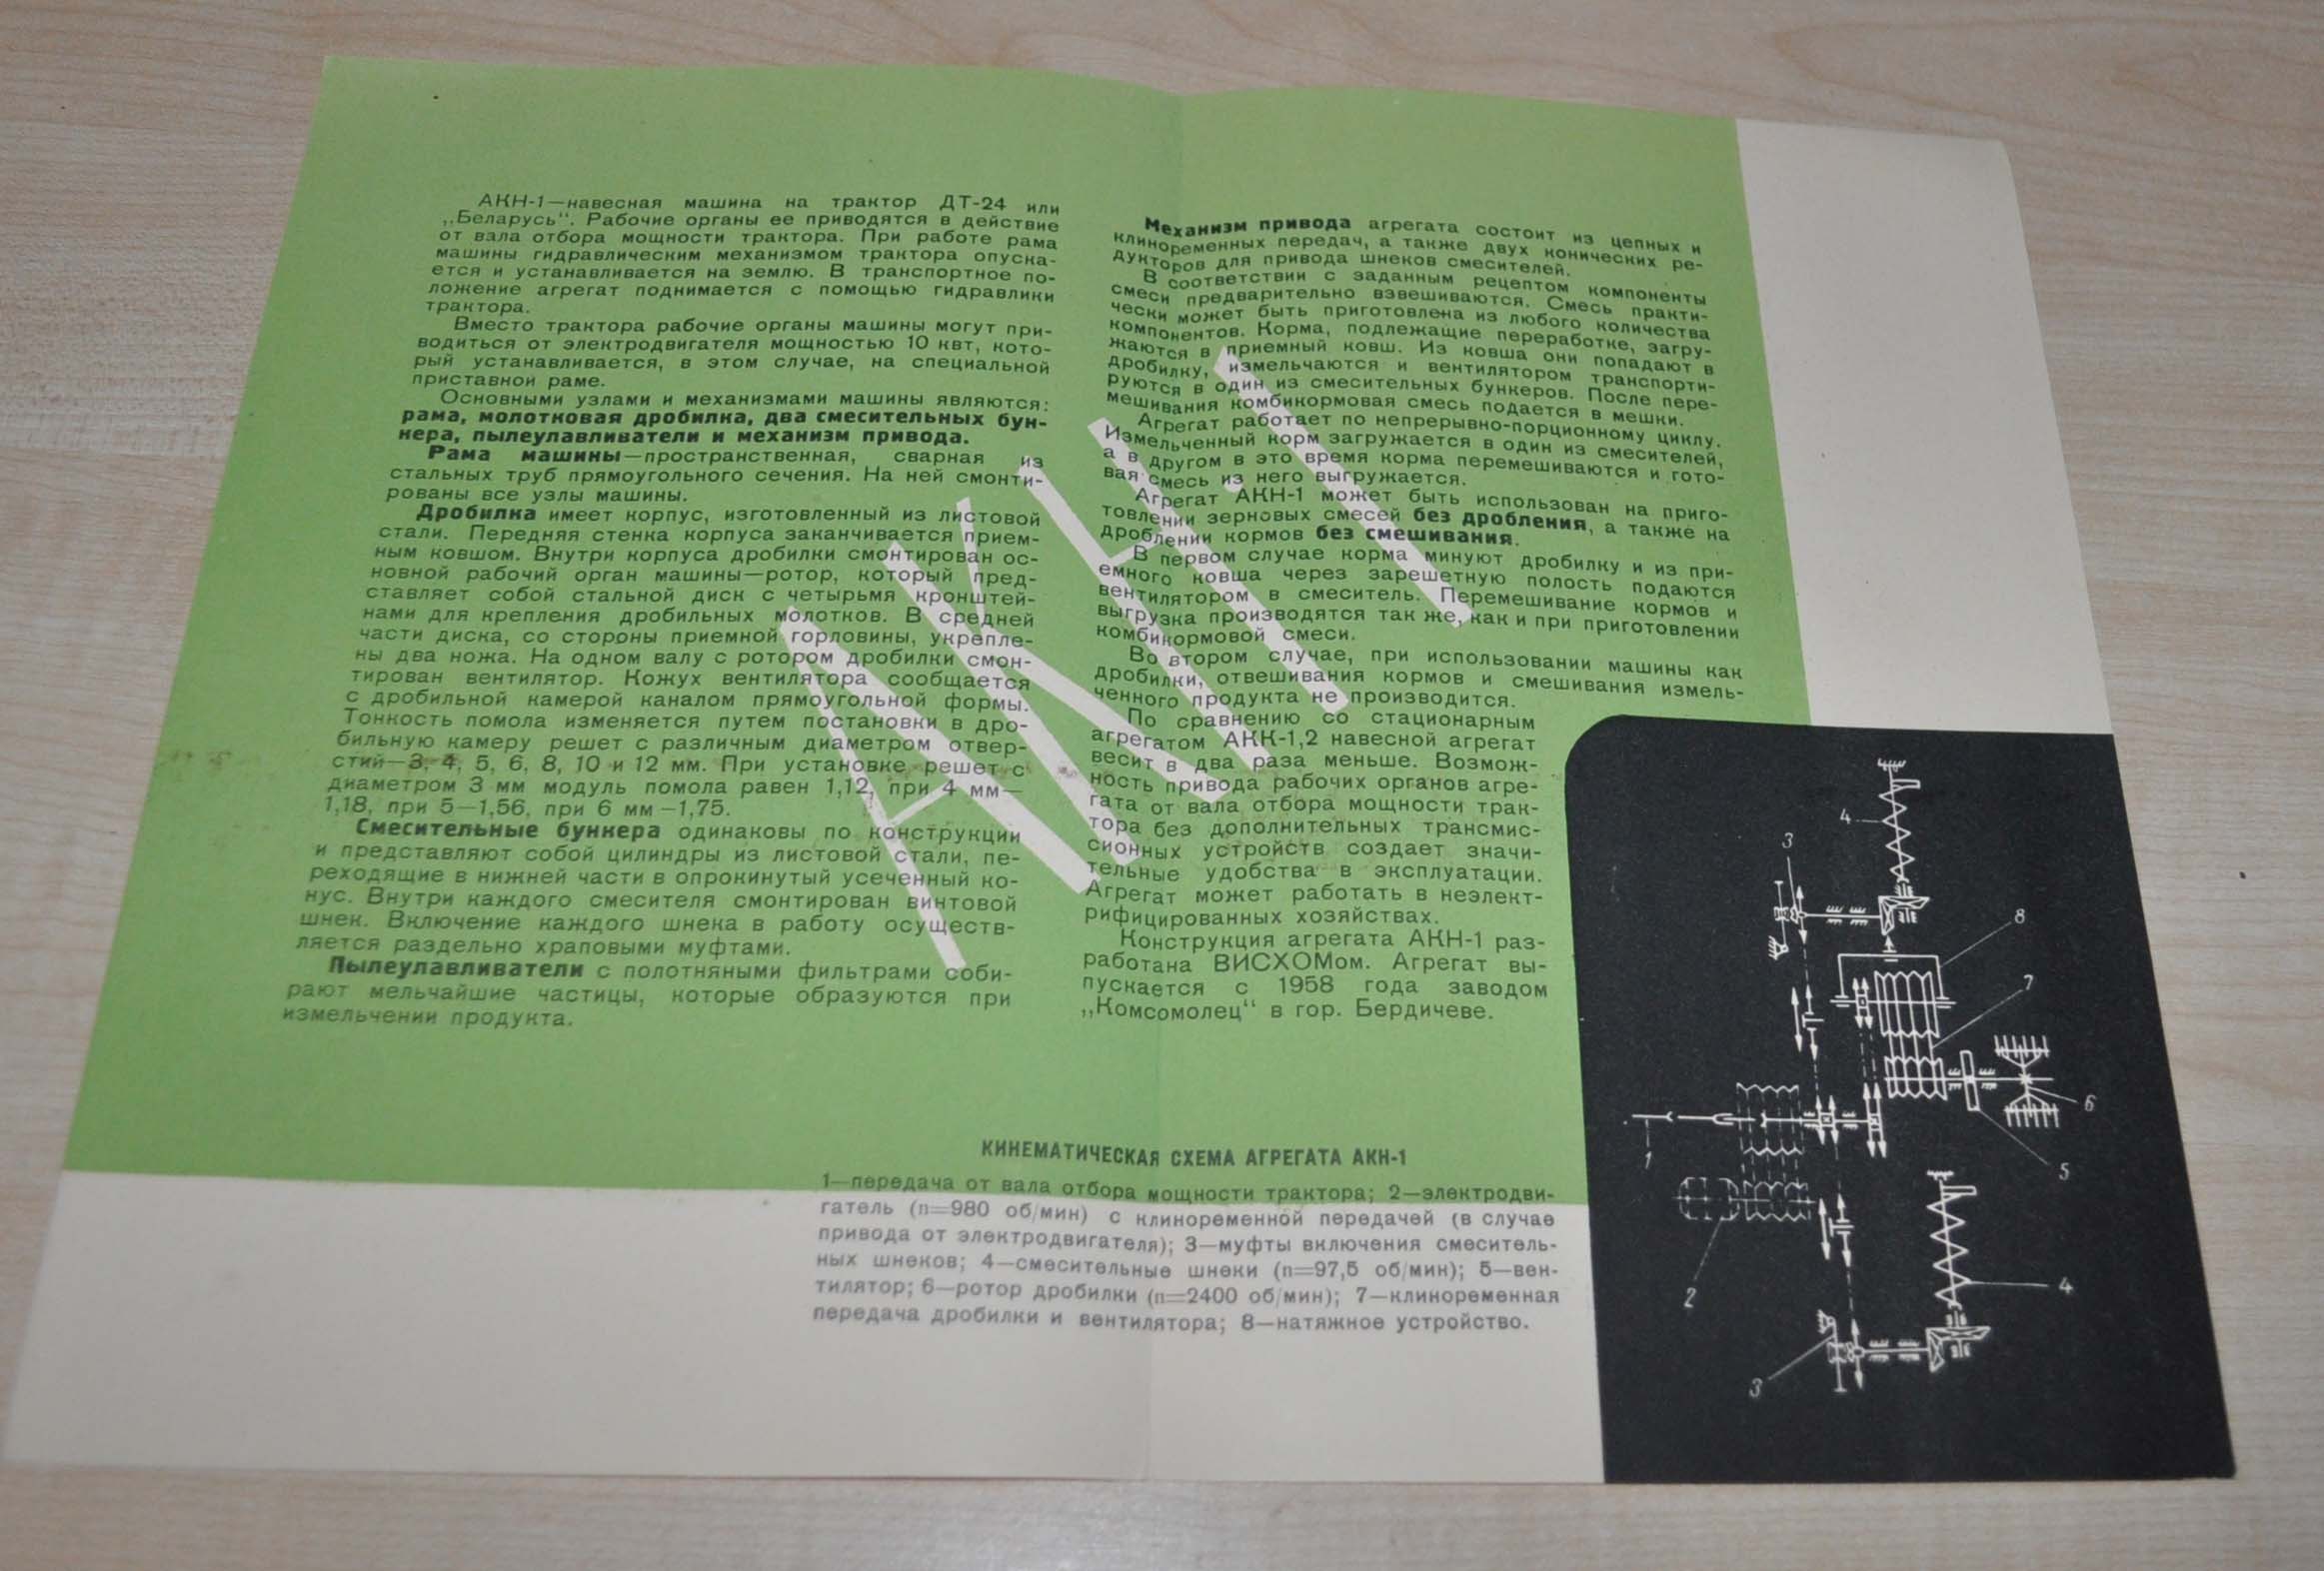 АКН-1—навесная машина на трактор ДТ-24 или
„Беларусь“. Рабочие органы ее приводятся в действие
от вала отбора мощности трактора. При работе рама
машины гидравлическим механизмом трактора опуска-
ется и устанавливается на землю. В транспортное по-
ложение агрегат поднимается с помощью гидравлики
трактора.
Вместо трактора рабочие органы машины могут при-
водиться от электродвигателя мощностью 10 квт, кото-
рый устанавливается, в этом случае, на специальной
приставной раме.
Основными узлами и механизмами машины являются:
рама, молотковая дробилка, два смесительных бун-
кера, пылеулавливатели и механизм привода.
Рама машины—пространственная, сварная из
стальных труб прямоугольного сечения. На ней смонти-
рованы все узлы машины.
Дробилка имеет корпус, изготовленный из листовой
стали. Передняя стенка корпуса заканчивается прием-
ным ковшом. Внутри корпуса дробилки смонтирован ос-
новной рабочий орган машины—ротор, который пред-
ставляет собой стальной диск с четырьмя кронштей-
нами для крепления дробильных молотков. В средней
части диска, со стороны приемной горловины, укрепле-
ны два ножа. На одном валу с ротором дробилки смон-
тирован вентилятор. Кожух вентилятора сообщается
с дробильной камерой каналом прямоугольной формы.
Тонкость помола изменяется путем постановки в дро-
бильную камеру решет с различным диаметром отвер-
стий—3, 4, 5, 6, 8, 10 и 12 мм. При установке решет с
диаметром 3 мм модуль помола равен 1,12, при 4 мм—
1,18, при 5—1,56, при 6 мм—1,75.
Смесительные бункера одинаковы по конструкции
и представляют собой цилиндры из листовой стали, пе-
реходящие в нижней части в опрокинутый усеченный ко-
нус. Внутри каждого смесителя смонтирован винтовой
шнек. Включение каждого шнека в работу осуществ-
ляется раздельно храповыми муфтами.
Пылеулавливатели с полотняными фильтрами соби-
рают мельчайшие частицы, которые образуются при
измельчении продукта.
Механизм привода агрегата состоит из цепных и
клиноременных передач, а также двух конических ре-
дукторов для привода шнеков смесителей.
В соответствии с заданным рецептом компоненты
смеси предварительно взвешиваются. Смесь практи-
чески может быть приготовлена из любого количества
компонентов. Корма, подлежащие переработке, загру-
жаются в приемный ковш. Из ковша они попадают в
дробилку, измельчаются и вентилятором транспорти-
руются в один из смесительных бункеров. После пере-
мешивания комбикормовая смесь подается в мешки.
Агрегат работает по непрерывно-порционному циклу.
Измельченный корм загружается в один из смесителей,
а в другом в это время корма перемешиваются и гото-
вая смесь из него выгружается.
Агрегат АКН-1 может быть использован на приго-
товлении зерновых смесей без дробления, а также на
дроблении кормов без смешивания.
В первом случае корма минуют дробилку и из при-
емного ковша через зарешетную полость подаются
вентилятором в смеситель. Перемешивание кормов и
выгрузка производятся так же, как и при приготовлении
комбикормовой смеси.
Во втором случае, при использовании машины как
дробилки, отвешивания кормов и смешивания измель-
ченного продукта не производится.
По сравнению со стационарным
агрегатом АКК-1,2 навесной агрегат
весит в два раза меньше. Возмож-
ность привода рабочих органов агре-
гата от вала отбора мощности трак-
тора без дополнительных трансмис-
сионных устройств создает значи-
тельные удобства в эксплуатации.
Агрегат может работать в неэлект-
рифицированных хозяйствах.
Конструкция агрегата АКН-1 раз-
работана ВИСХОМом. Агрегат вы-
пускается с 1958 года заводом
„Комсомолец“ в гор. Бердичеве.
АКН-1
КИНЕМАТИЧЕСКАЯ СХЕМА АГРЕГАТА АКН-1
1—передача от вала отбора мощности трактора; 2—электродви-
гатель (n=980 об/мин) с клиноременной передачей (в случае
привода от электродвигателя); 3—муфты включения смеситель-
ных шнеков; 4—смесительные шнеки (n=97,5 об/мин); 5—вен-
тилятор; 6—ротор дробилки (n=2400 об/мин); 7—клиноременная
передача дробилки и вентилятора; 8—натяжное устройство.
4
3
8
7
6
1
5
2
4
3